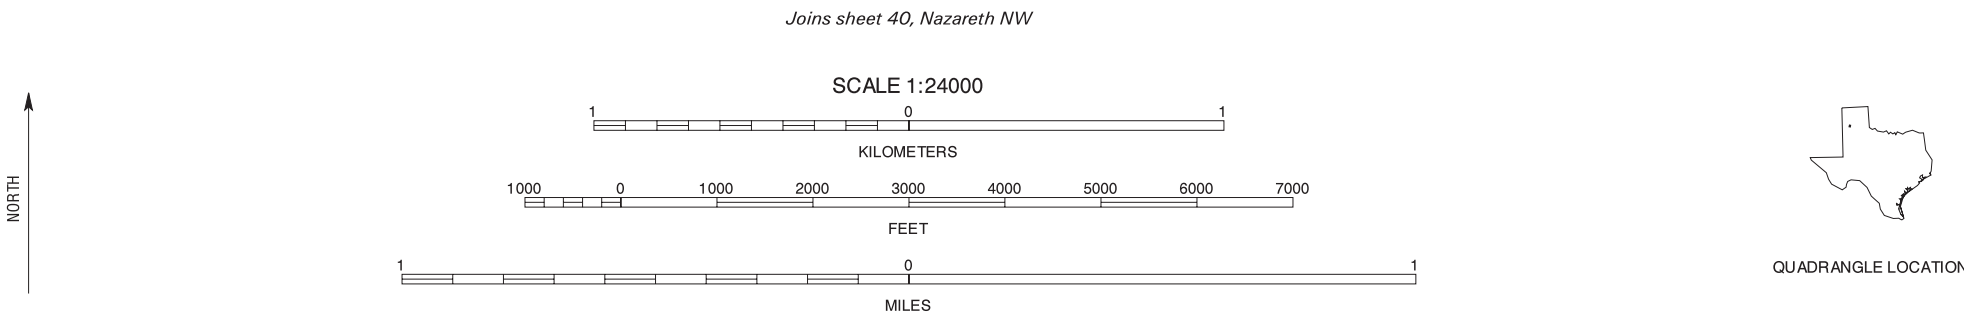 Joins sheet 40, Nazareth NW
SCALE 1:24000
1 0 1
KILOMETERS
NORTH
1000 0 1000 2000 3000 4000 5000 6000 7000
FEET
1 0 1
MILES
QUADRANGLE LOCATION